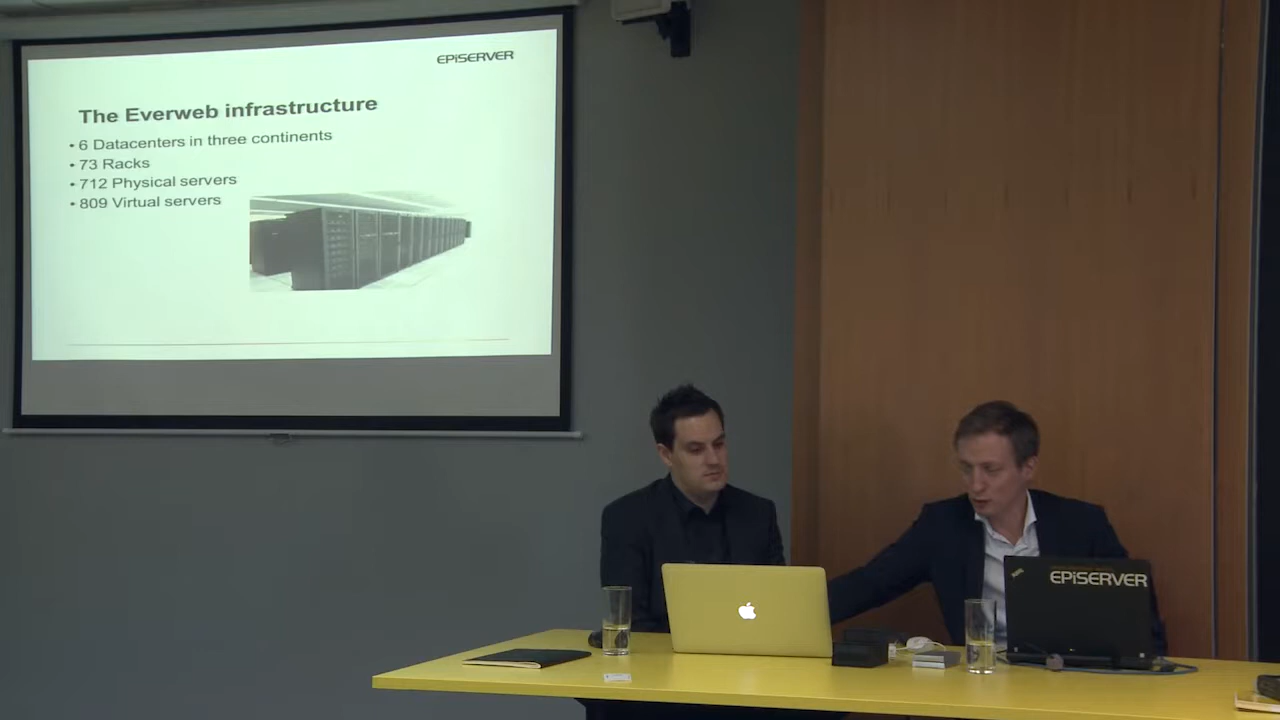 EPiSERVER
The Everweb infrastructure
• 6 Datacenters in three continents
• 73 Racks
• 712 Physical servers
• 809 Virtual servers
EPiSERVER